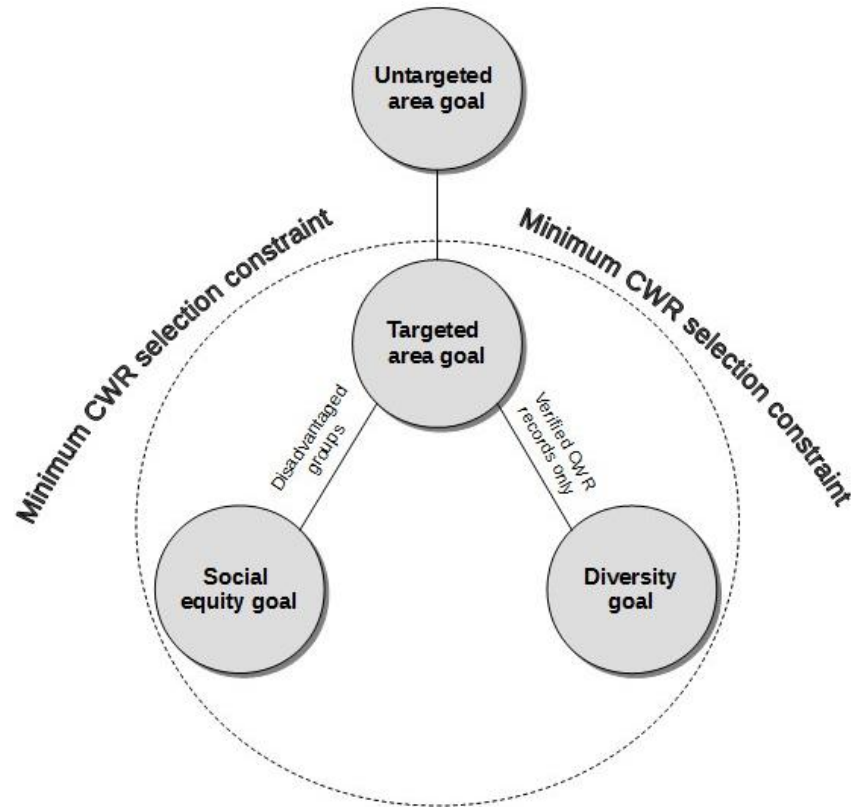 Untargeted
area goal
Minimum CWR selection constraint
Minimum CWR selection constraint
Targeted
area goal
Disadvantaged
groups
Verified CWR
records only
Social
equity goal
Diversity
goal